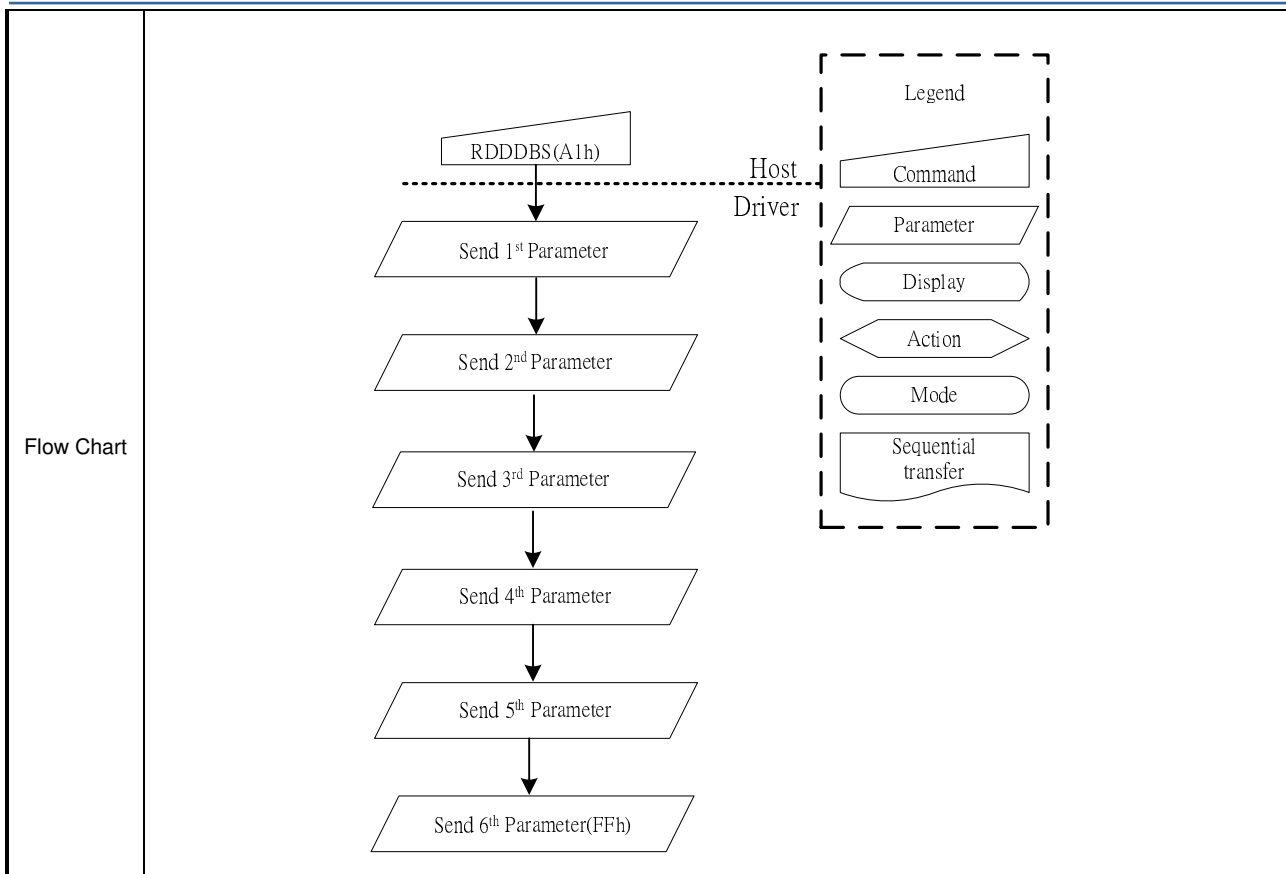 Flow Chart
RDDDBS(A1h)
Host
Driver
Send 1st Parameter
Send 2nd Parameter
Send 3rd Parameter
Send 4th Parameter
Send 5th Parameter
Send 6th Parameter(FFh)
Legend
Command
Parameter
Display
Action
Mode
Sequential
transfer